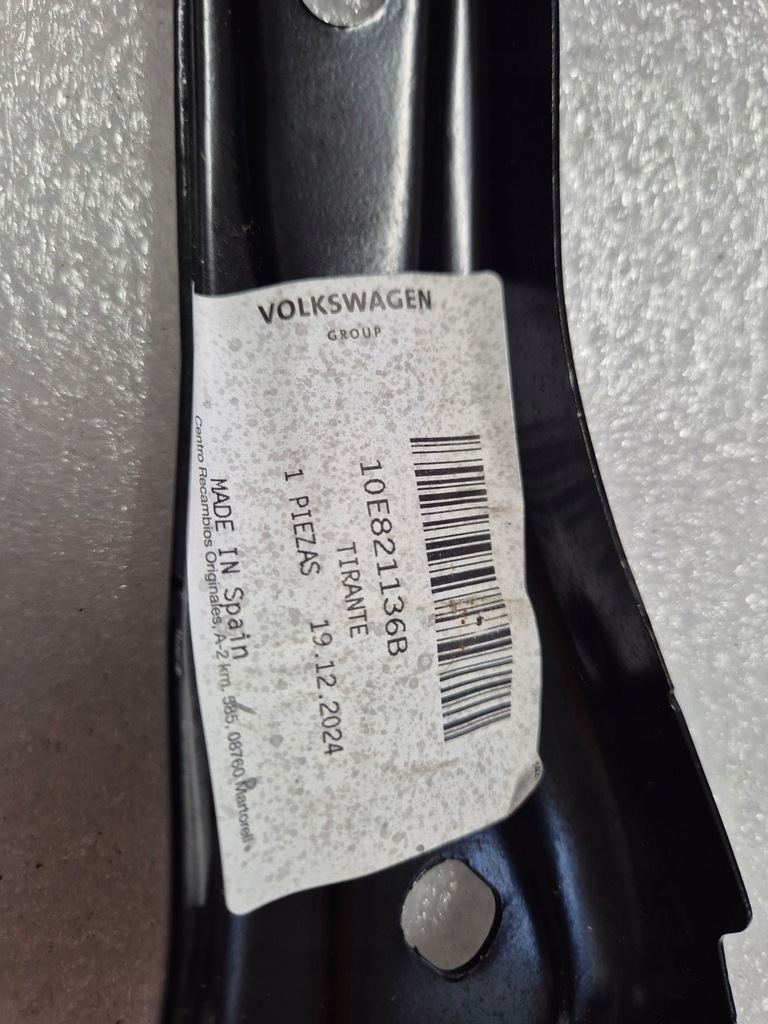 VOLKSWAGEN
GROUP
10E821136B
TIRANTE
1 PIEZAS 19.12.2024
MADE IN Spain
Centro Recambios Originales, A-2 km. 585, 08760 Martorell